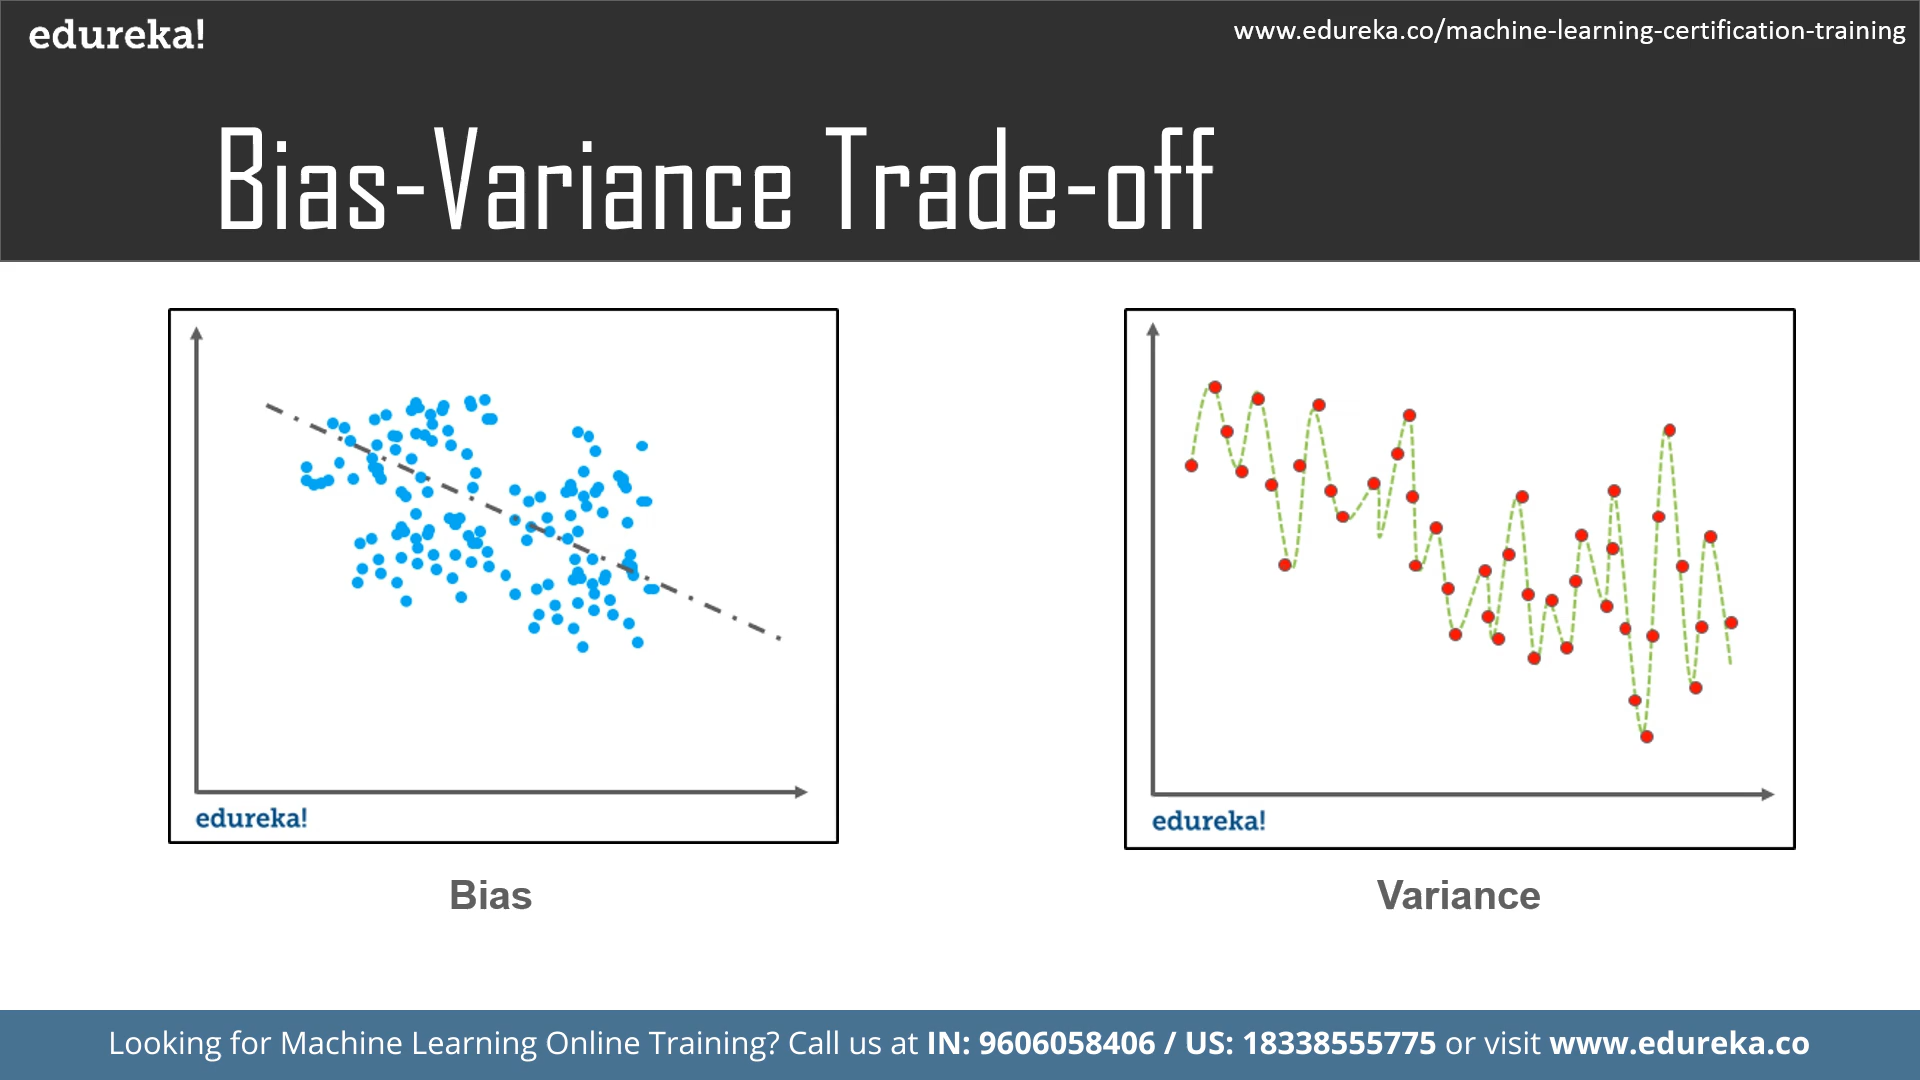 edureka!
www.edureka.co/machine-learning-certification-training
Bias-Variance Trade-off
edureka!
edureka!
Bias
Variance
Looking for Machine Learning Online Training? Call us at IN: 9606058406 / US: 18338555775 or visit www.edureka.co